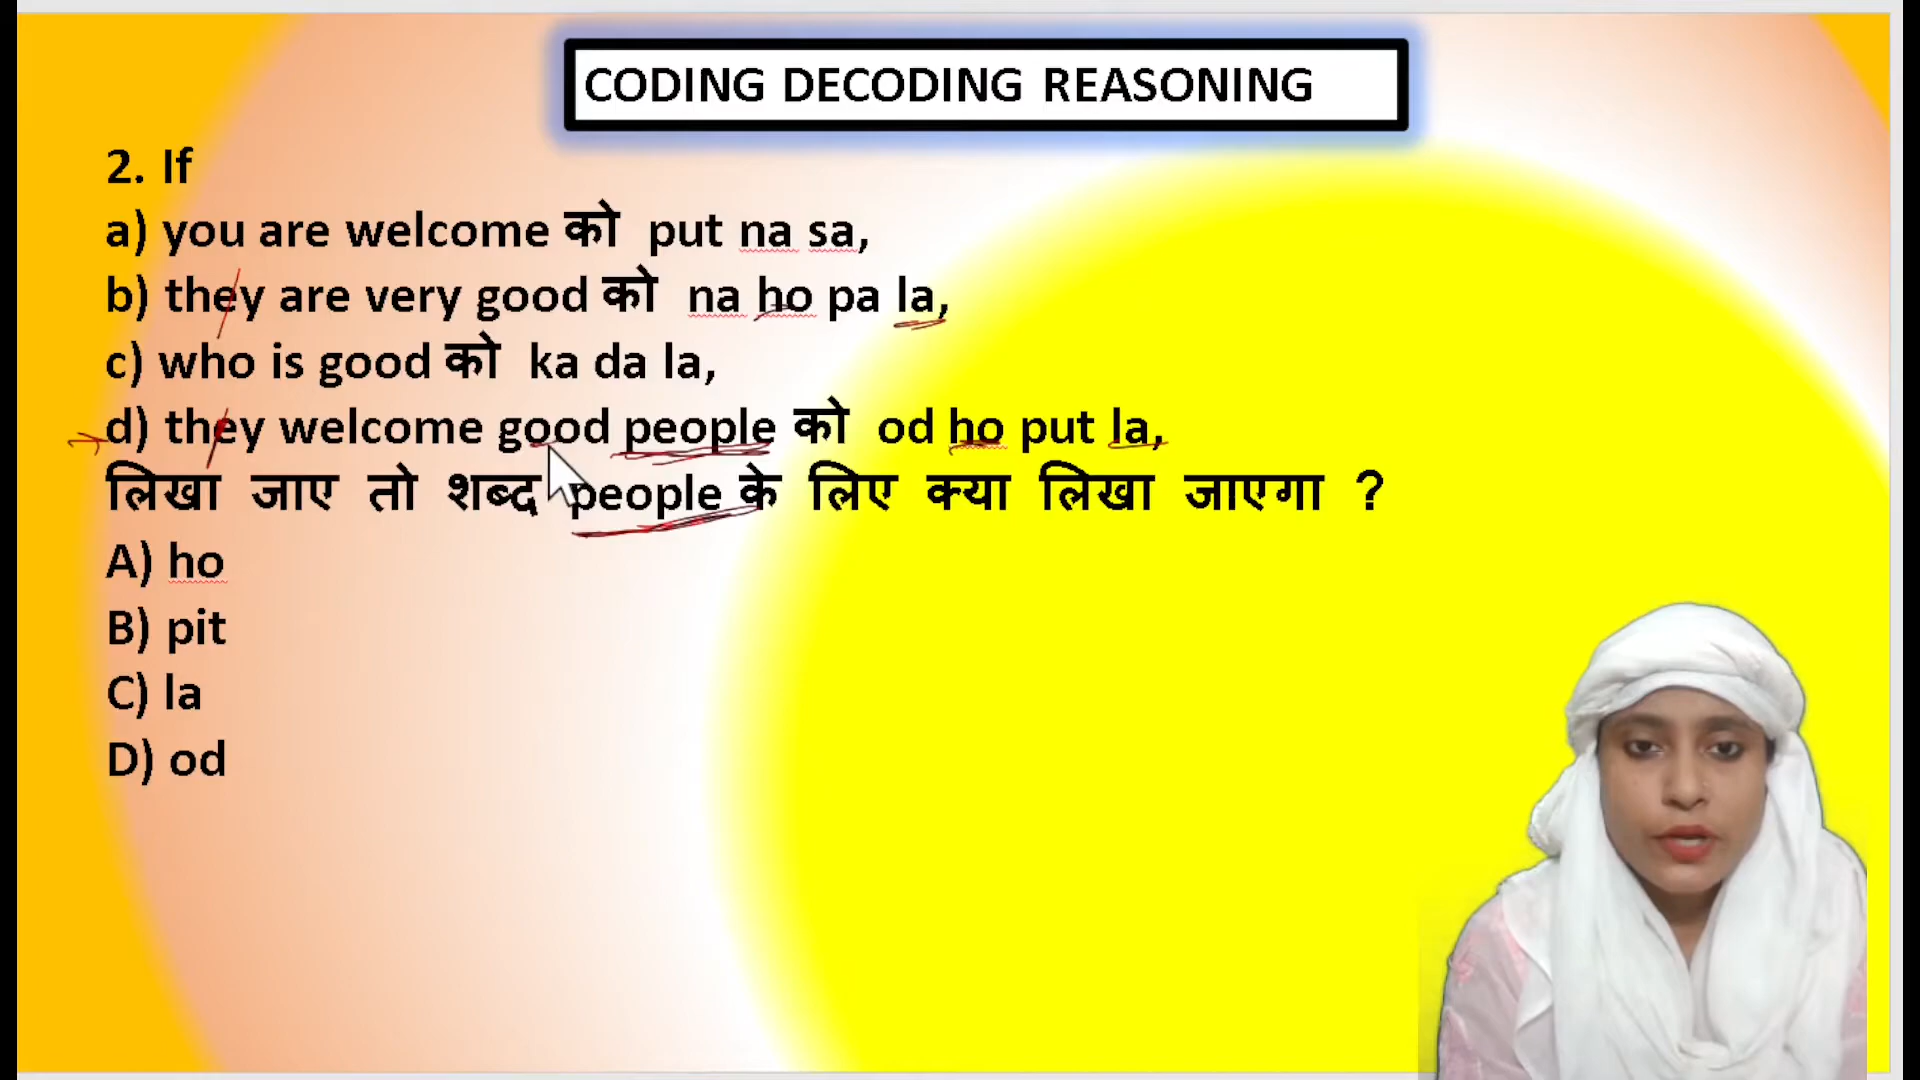 CODING DECODING REASONING
2. If
a) you are welcome को put na sa,
b) they are very good को na ho pa la,
c) who is good को ka da la,
d) they welcome good people को od ho put la,
लिखा जाए तो शब्द people के लिए क्या लिखा जाएगा ?
A) ho
B) pit
C) la
D) od